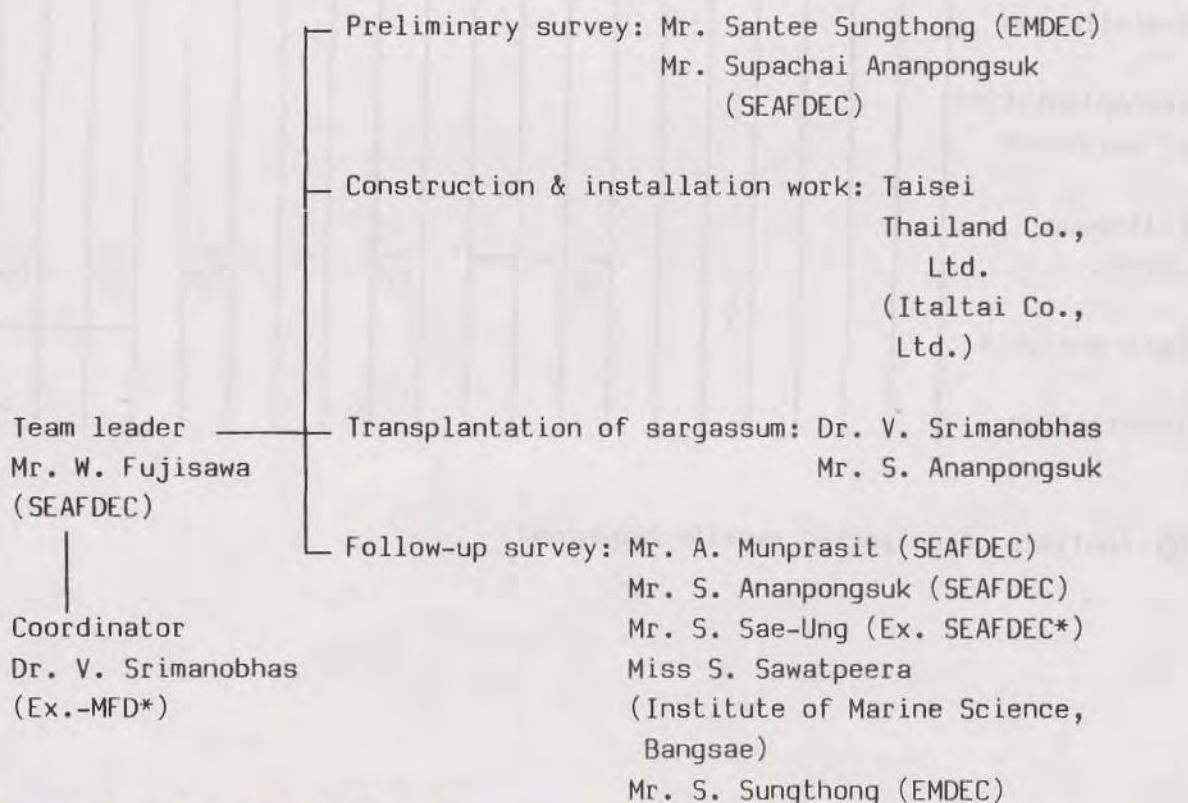 Preliminary survey: Mr. Santee Sungthong (EMDEC)
Mr. Supachai Ananpongsuk
(SEAFDEC)
Construction & installation work: Taisei
Thailand Co.,
Ltd.
(Italtai Co.,
Ltd.)
Team leader
Mr. W. Fujisawa
(SEAFDEC)
Transplantation of sargassum: Dr. V. Srimanobhas
Mr. S. Ananpongsuk
Coordinator
Dr. V. Srimanobhas
(Ex.-MFD*)
Follow-up survey: Mr. A. Munprasit (SEAFDEC)
Mr. S. Ananpongsuk (SEAFDEC)
Mr. S. Sae-Ung (Ex. SEAFDEC*)
Miss S. Sawatpeera
(Institute of Marine Science,
Bangsae)
Mr. S. Sungthong (EMDEC)